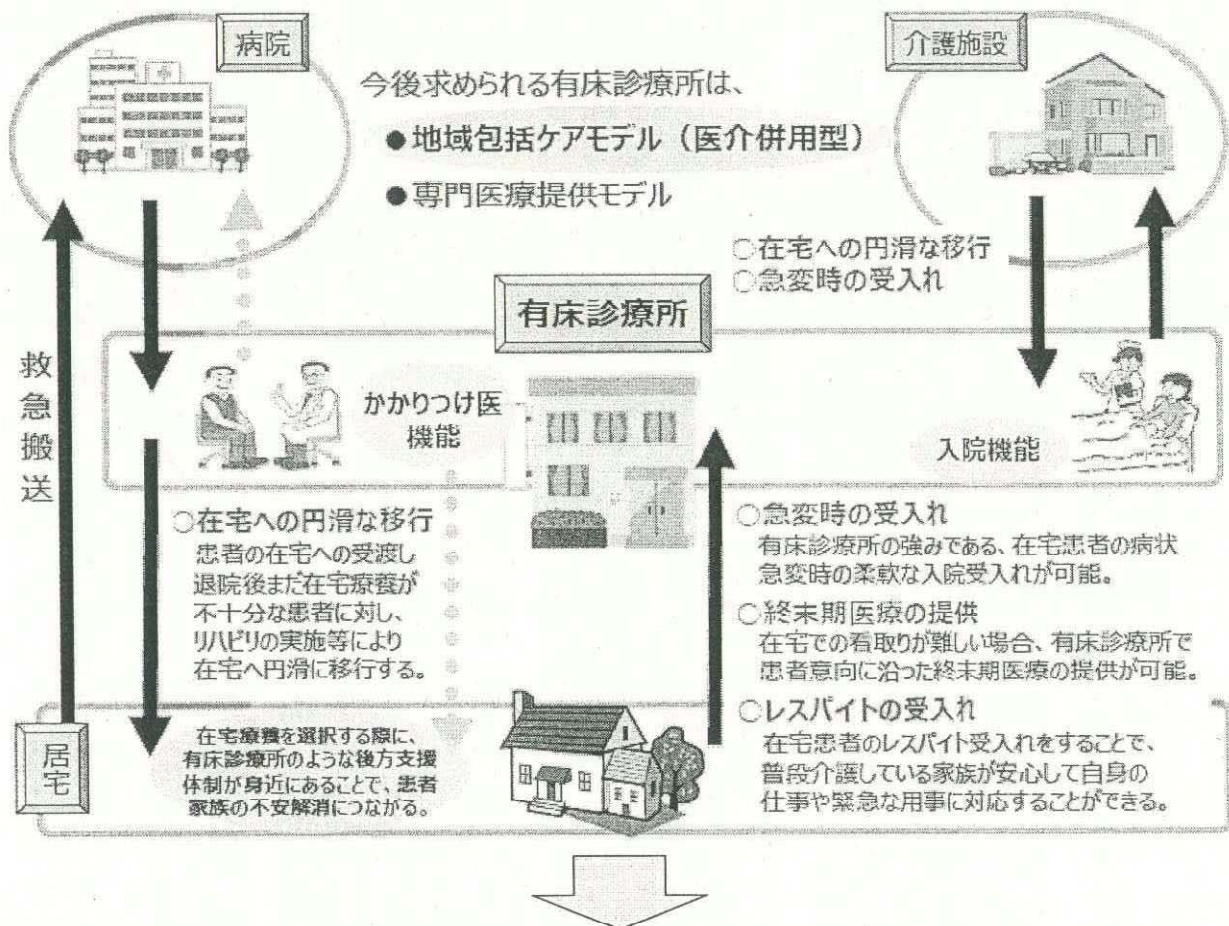 病院
介護施設
今後求められる有床診療所は、
●地域包括ケアモデル（医介併用型）
●専門医療提供モデル
○在宅への円滑な移行
○急変時の受入れ
有床診療所
救急搬送
かかりつけ医
機能
入院機能
○在宅への円滑な移行
患者の在宅への受渡し
退院後まだ在宅療養が
不十分な患者に対し、
リハビリの実施等により
在宅へ円滑に移行する。
○急変時の受入れ
有床診療所の強みである、在宅患者の病状
急変時の柔軟な入院受入れが可能。
○終末期医療の提供
在宅での看取りが難しい場合、有床診療所で
患者意向に沿った終末期医療の提供が可能。
○レスパイトの受入れ
在宅患者のレスパイト受入れをすることで、
普段介護している家族が安心して自身の
仕事や緊急な用事に対応することができる。
居宅
在宅療養を選択する際に、
有床診療所のような後方支援
体制が身近にあることで、患者
家族の不安解消につながる。